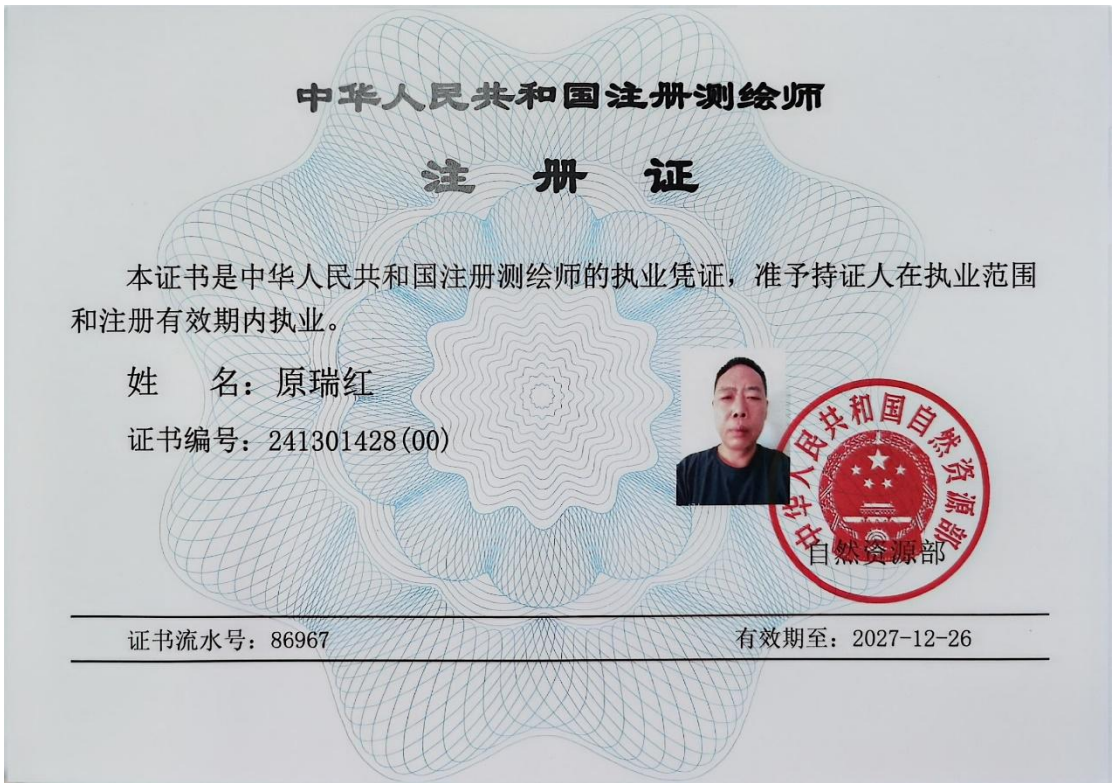 中华人民共和国注册测绘师
注 册 证
本证书是中华人民共和国注册测绘师的执业凭证，准予持证人在执业范围
和注册有效期内执业。
姓 名：原瑞红
证书编号：241301428(00)
中华人民共和国自然资源部
自然资源部
证书流水号：86967
有效期至：2027-12-26